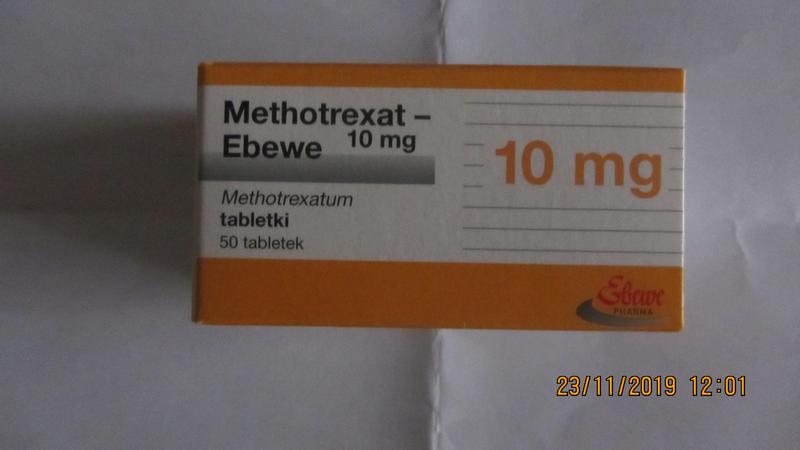 Methotrexat –
Ebewe 10 mg
10 mg
Methotrexatum
tabletki
50 tabletek
Ebewe
PHARMA
23/11/2019 12:01